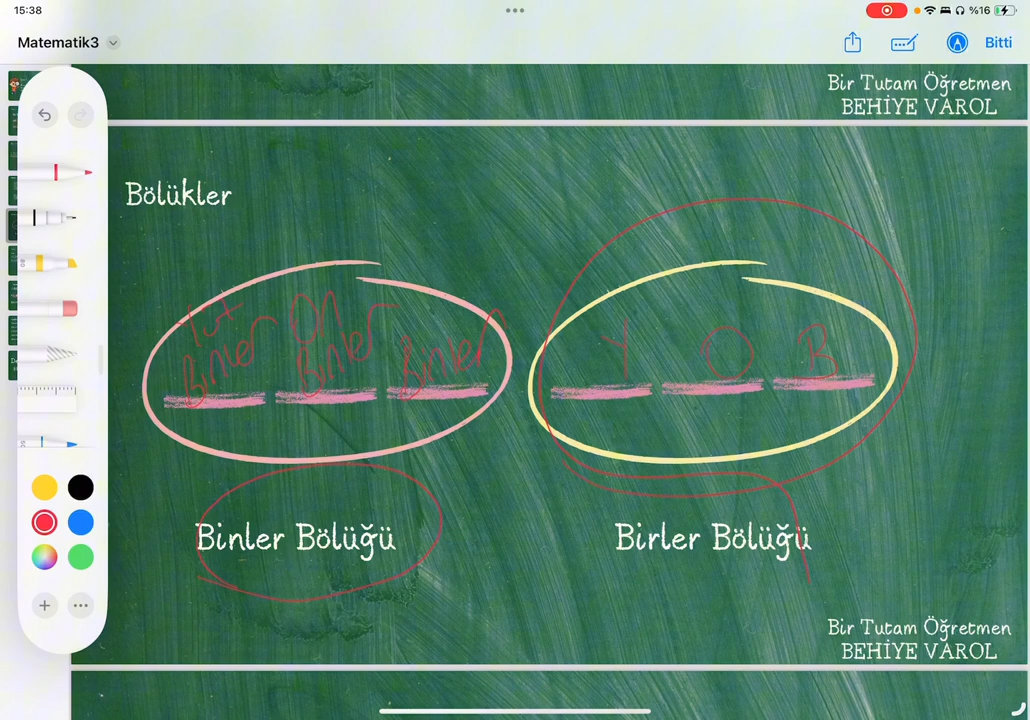 15:38
%16
Matematik3
Bitti
Bir Tutam Öğretmen
BEHİYE VAROL
Bölükler
On
Binler Binler Binler
Y O B
Binler Bölüğü
Birler Bölüğü
Bir Tutam Öğretmen
BEHİYE VAROL